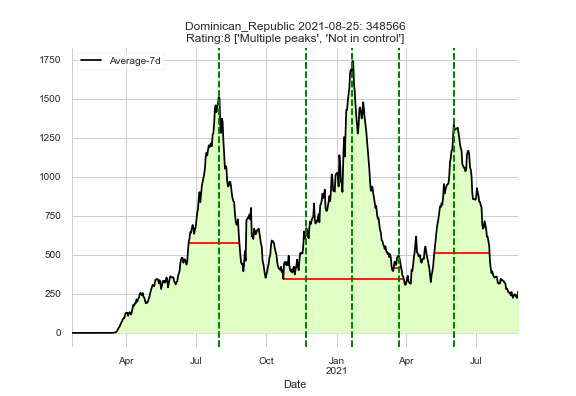 Dominican_Republic 2021-08-25: 348566
Rating:8 ['Multiple peaks', 'Not in control']
Average-7d
1750
1500
1250
1000
750
500
250
0
Apr Jul Oct Jan Apr Jul
2021
Date